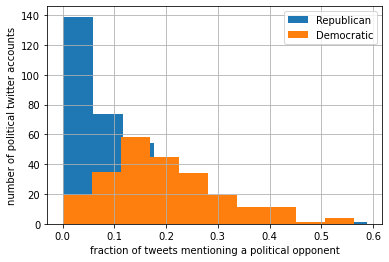 Republican
Democratic
number of political twitter accounts
140
120
100
80
60
40
20
0
0.0 0.1 0.2 0.3 0.4 0.5 0.6
fraction of tweets mentioning a political opponent